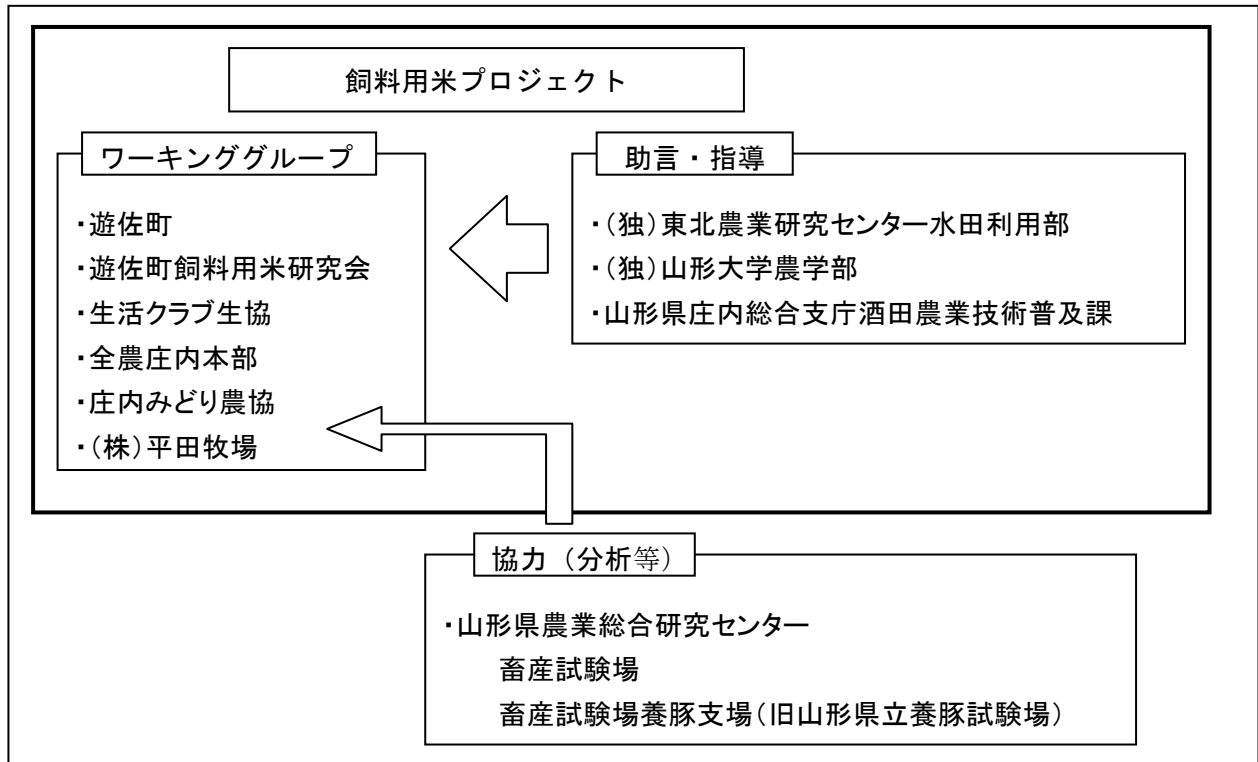 飼料用米プロジェクト
ワーキンググループ
・遊佐町
・遊佐町飼料用米研究会
・生活クラブ生協
・全農庄内本部
・庄内みどり農協
・(株)平田牧場
助言・指導
・(独)東北農業研究センター水田利用部
・(独)山形大学農学部
・山形県庄内総合支庁酒田農業技術普及課
協力（分析等）
・山形県農業総合研究センター
畜産試験場
畜産試験場養豚支場(旧山形県立養豚試験場)